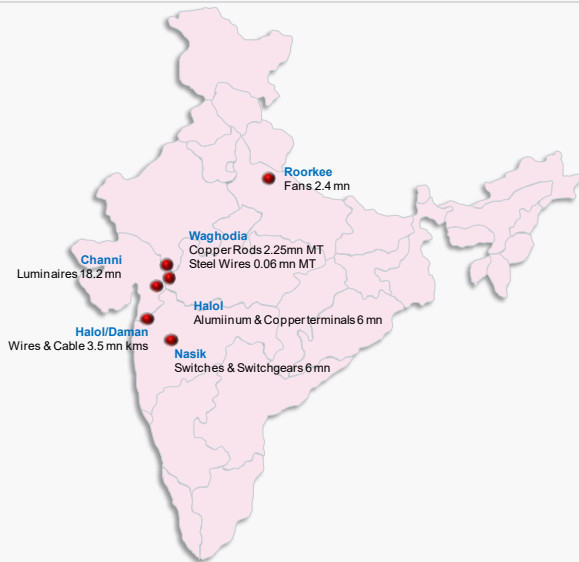 Roorkee
Fans 2.4 mn
Waghodia
Copper Rods 2.25mn MT
Steel Wires 0.06 mn MT
Channi
Luminaires 18.2 mn
Halol
Alumiinum & Copper terminals 6 mn
Halol/Daman
Wires & Cable 3.5 mn kms
Nasik
Switches & Switchgears 6 mn